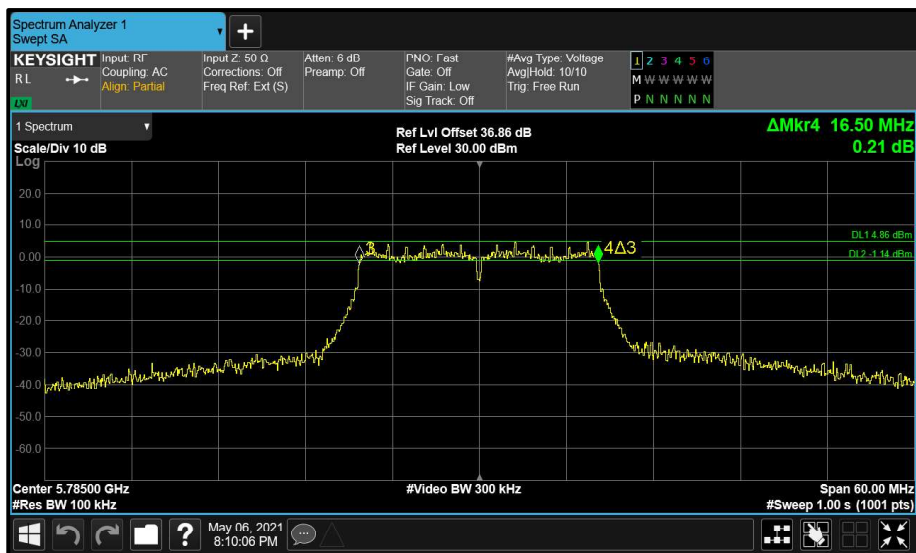 Spectrum Analyzer 1
Swept SA
+
KEYSIGHT
RL
LXI
Input: RF
Coupling: AC
Align: Partial
Input Z: 50 Ω
Corrections: Off
Freq Ref: Ext (S)
Atten: 6 dB
Preamp: Off
PNO: Fast
Gate: Off
IF Gain: Low
Sig Track: Off
#Avg Type: Voltage
Avg|Hold: 10/10
Trig: Free Run
1 2 3 4 5 6
M W W W W W
P N N N N N
1 Spectrum
Scale/Div 10 dB
Log
Ref Lvl Offset 36.86 dB
Ref Level 30.00 dBm
ΔMkr4 16.50 MHz
0.21 dB
20.0
10.0
DL1 4.86 dBm
3
4Δ3
0.00
DL2 -1.14 dBm
-10.0
-20.0
-30.0
-40.0
-50.0
-60.0
Center 5.78500 GHz
#Video BW 300 kHz
Span 60.00 MHz
#Res BW 100 kHz
#Sweep 1.00 s (1001 pts)
?
May 06, 2021
8:10:06 PM